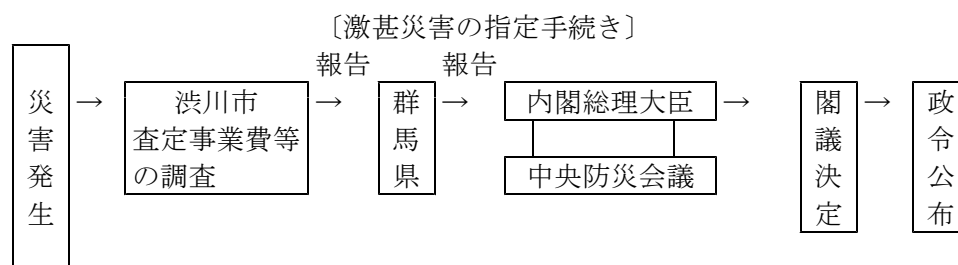 〔激甚災害の指定手続き〕
災害発生
→
渋川市
査定事業費等
の調査
報告
→
群馬県
報告
→
内閣総理大臣
中央防災会議
→
閣議決定
→
政令公布